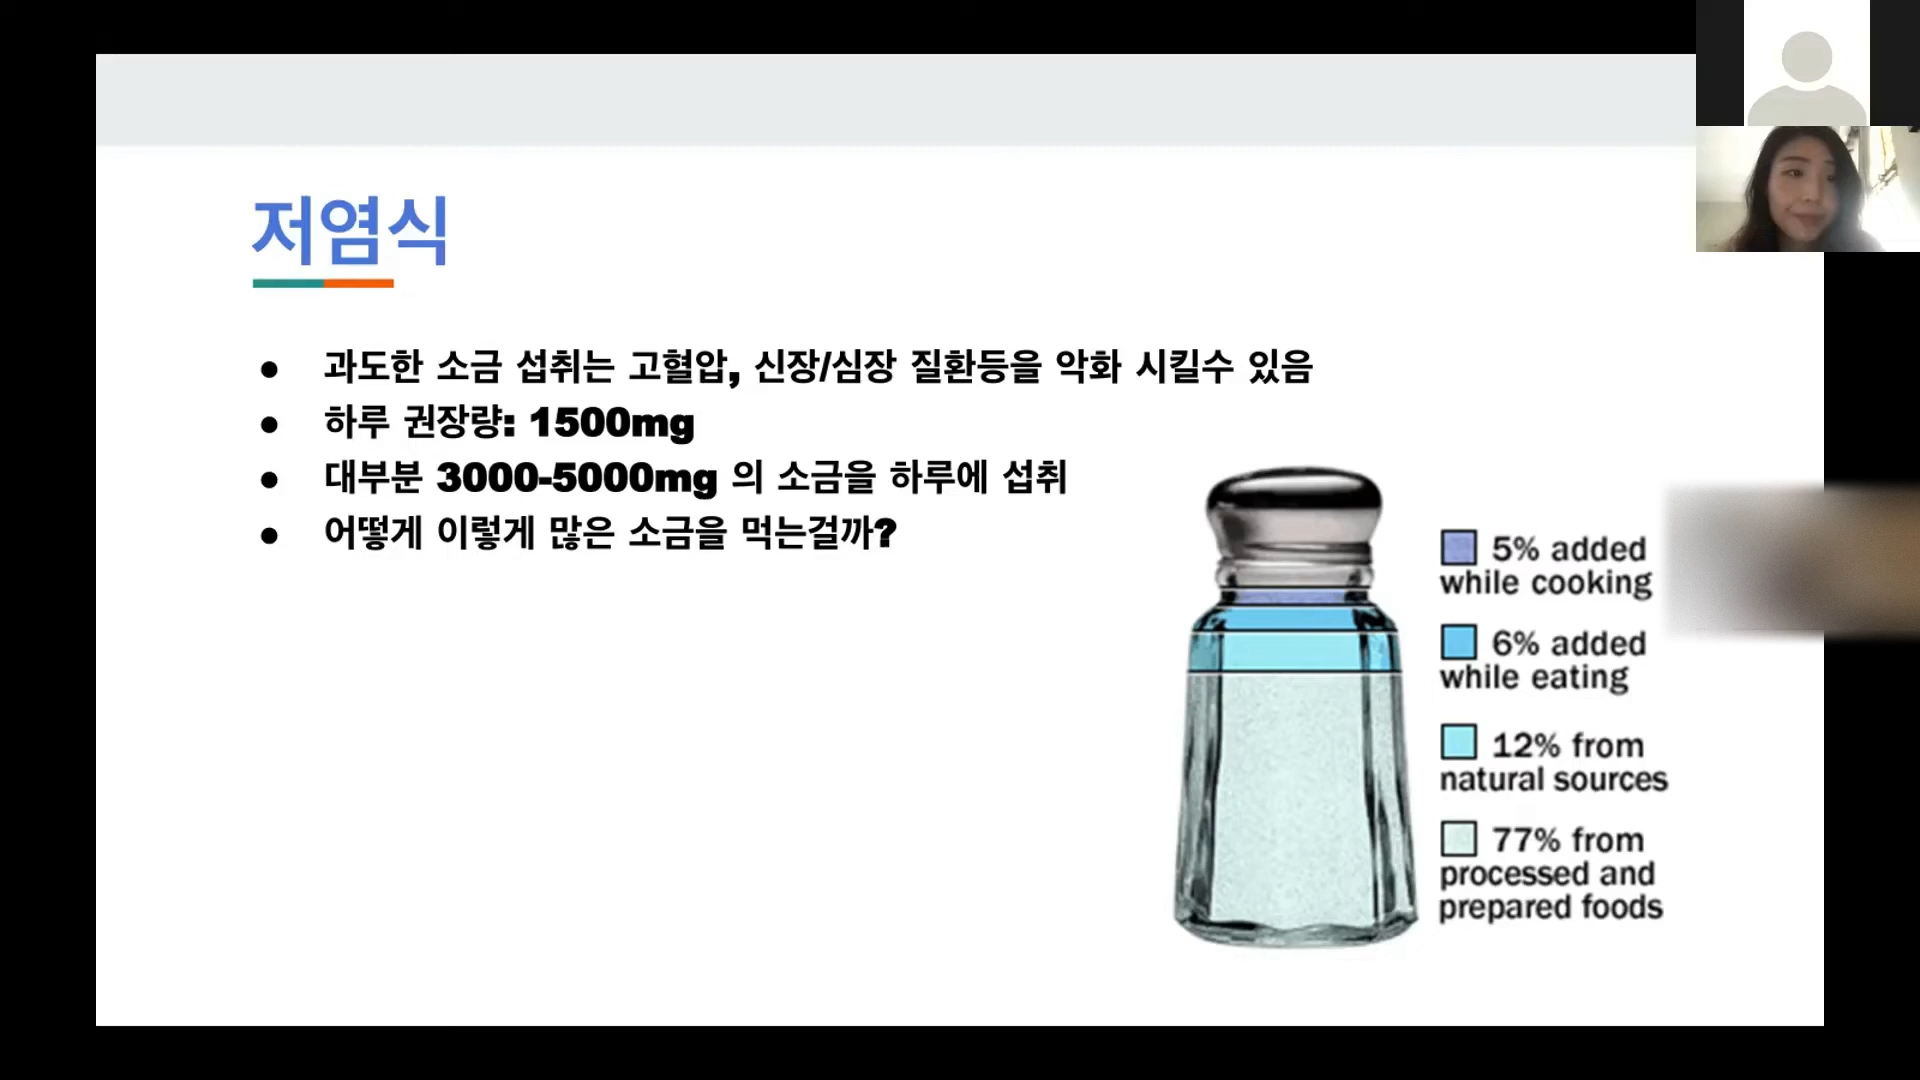 저염식
● 과도한 소금 섭취는 고혈압, 신장/심장 질환등을 악화 시킬수 있음
● 하루 권장량: 1500mg
● 대부분 3000-5000mg 의 소금을 하루에 섭취
● 어떻게 이렇게 많은 소금을 먹는걸까?
5% added
while cooking
6% added
while eating
12% from
natural sources
77% from
processed and
prepared foods